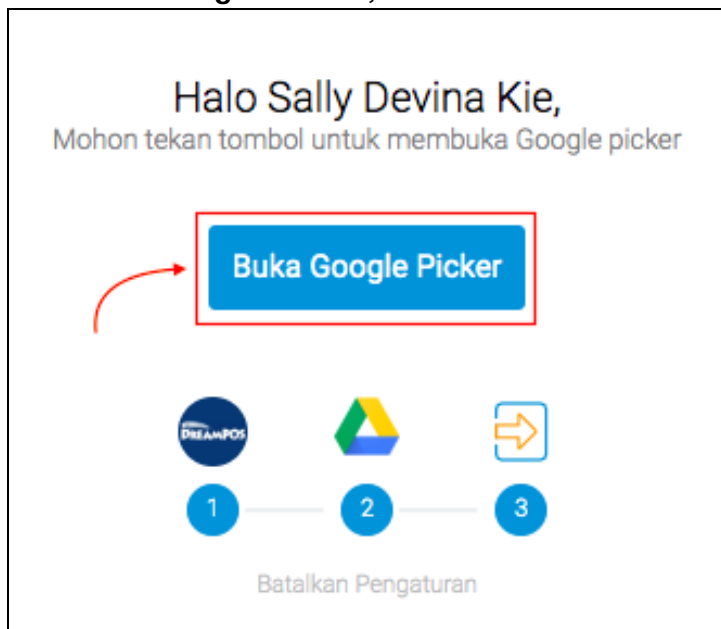 Halo Sally Devina Kie,
Mohon tekan tombol untuk membuka Google picker
Buka Google Picker
DREAMPOS
1
2
3
Batalkan Pengaturan